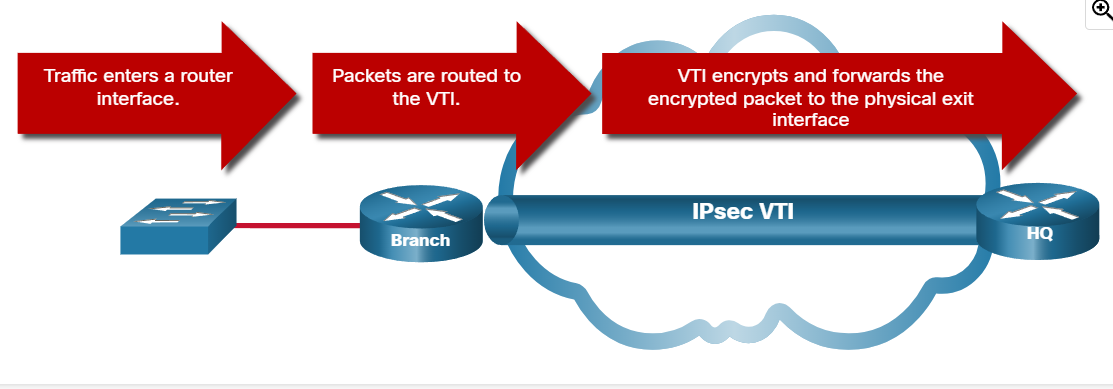 Traffic enters a router
interface.
Packets are routed to
the VTI.
VTI encrypts and forwards the
encrypted packet to the physical exit
interface
IPsec VTI
Branch
HQ